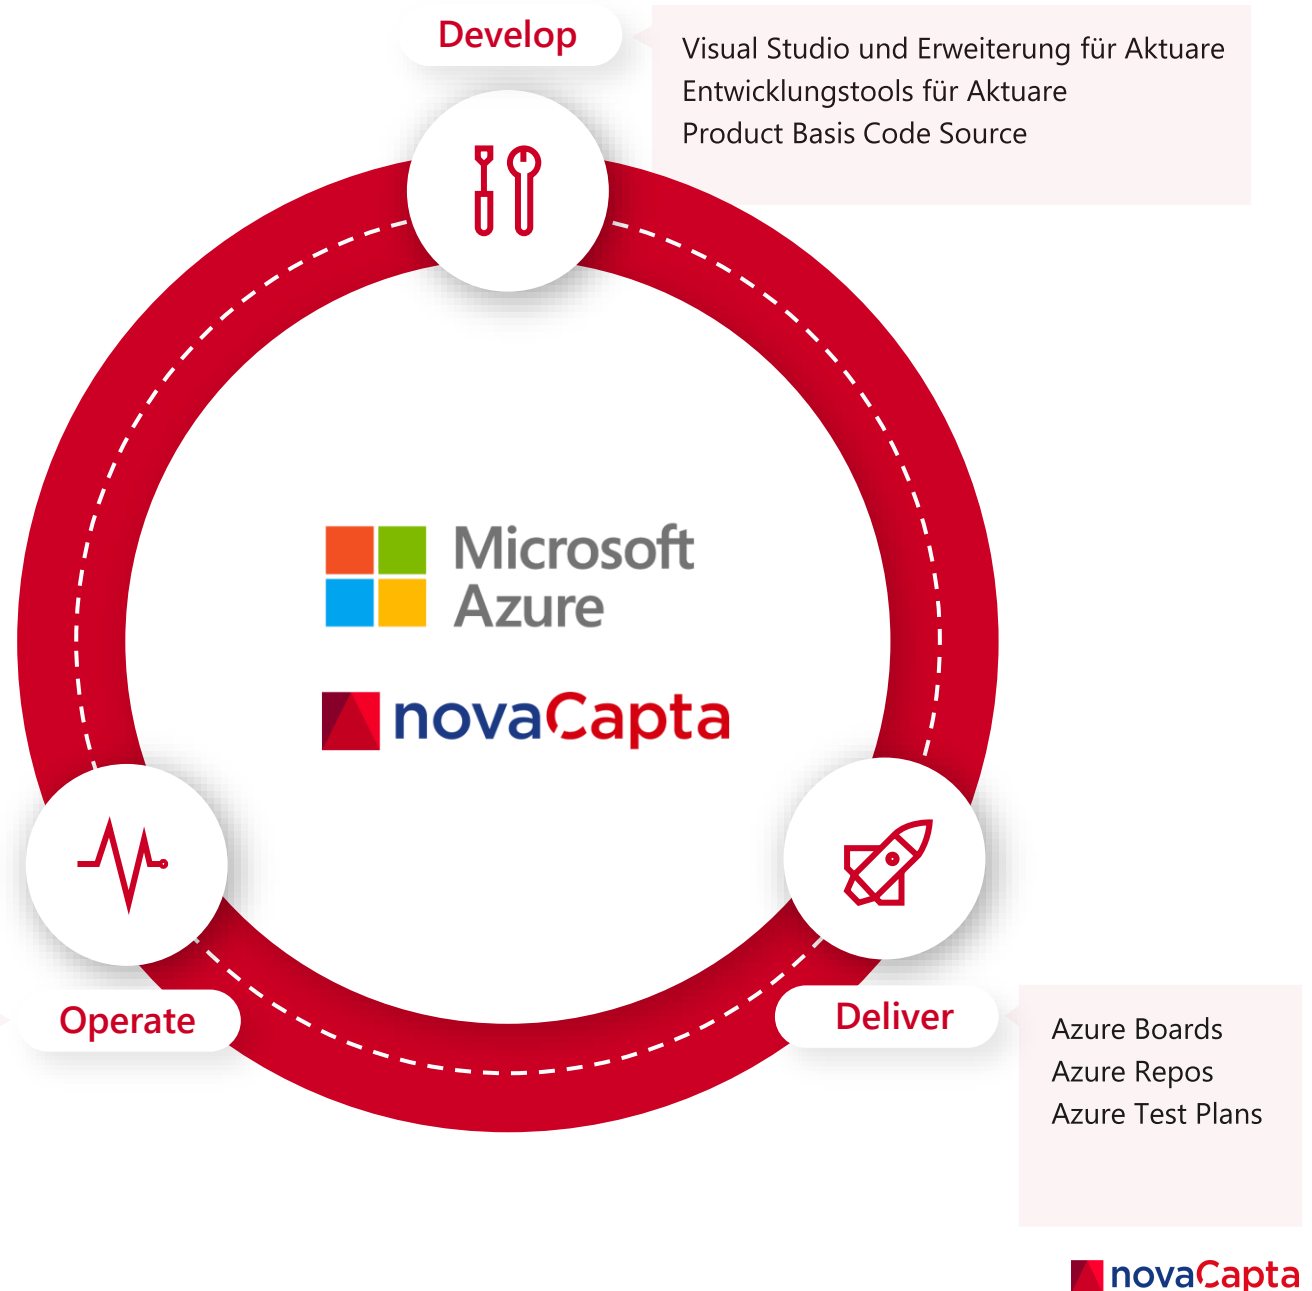 Develop
Visual Studio und Erweiterung für Aktuare
Entwicklungstools für Aktuare
Product Basis Code Source
Microsoft
Azure
novaCapta
Operate
Deliver
Azure Boards
Azure Repos
Azure Test Plans
novaCapta